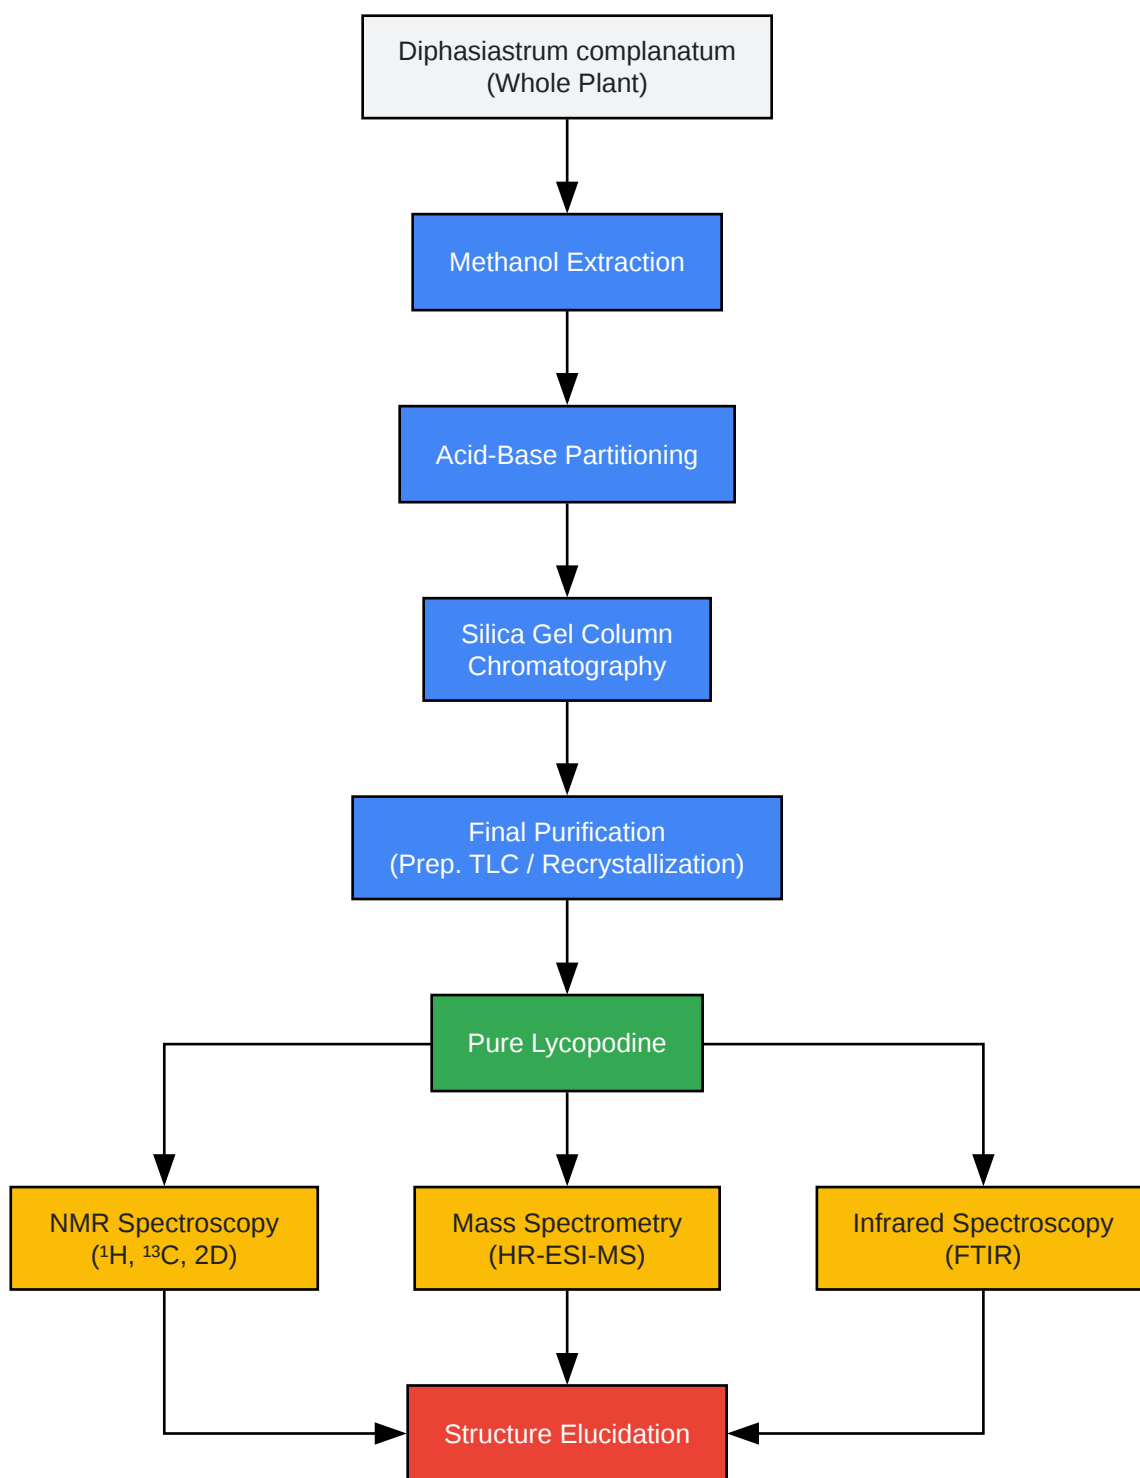 Diphasiastrum complanatum
(Whole Plant)
Methanol Extraction
Acid-Base Partitioning
Silica Gel Column
Chromatography
Final Purification
(Prep. TLC / Recrystallization)
Pure Lycopodine
NMR Spectroscopy
(¹H, ¹³C, 2D)
Mass Spectrometry
(HR-ESI-MS)
Infrared Spectroscopy
(FTIR)
Structure Elucidation